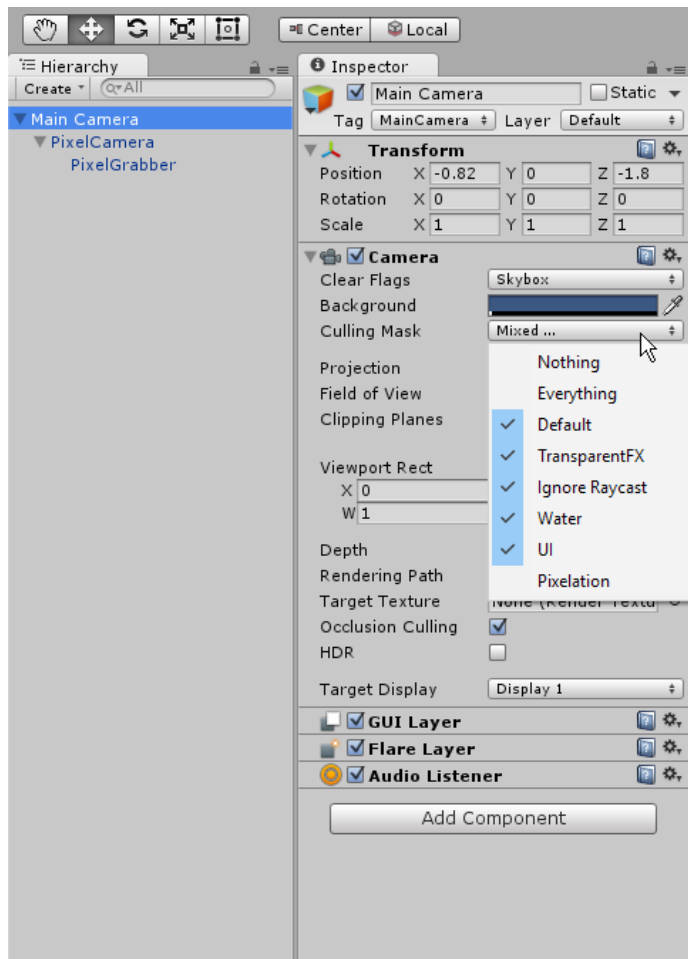 Center Local
Hierarchy
Create All
Main Camera
PixelCamera
PixelGrabber
Inspector
Main Camera Static
Tag MainCamera Layer Default
Transform
Position X -0.82 Y 0 Z -1.8
Rotation X 0 Y 0 Z 0
Scale X 1 Y 1 Z 1
Camera
Clear Flags Skybox
Background
Culling Mask Mixed ...
Nothing
Projection
Everything
Field of View
Default
Clipping Planes
TransparentFX
Viewport Rect
Ignore Raycast
X 0
W 1
Water
Depth UI
Rendering Path Pixelation
Target Texture None (Render Textu
Occlusion Culling
HDR
Target Display Display 1
GUI Layer
Flare Layer
Audio Listener
Add Component